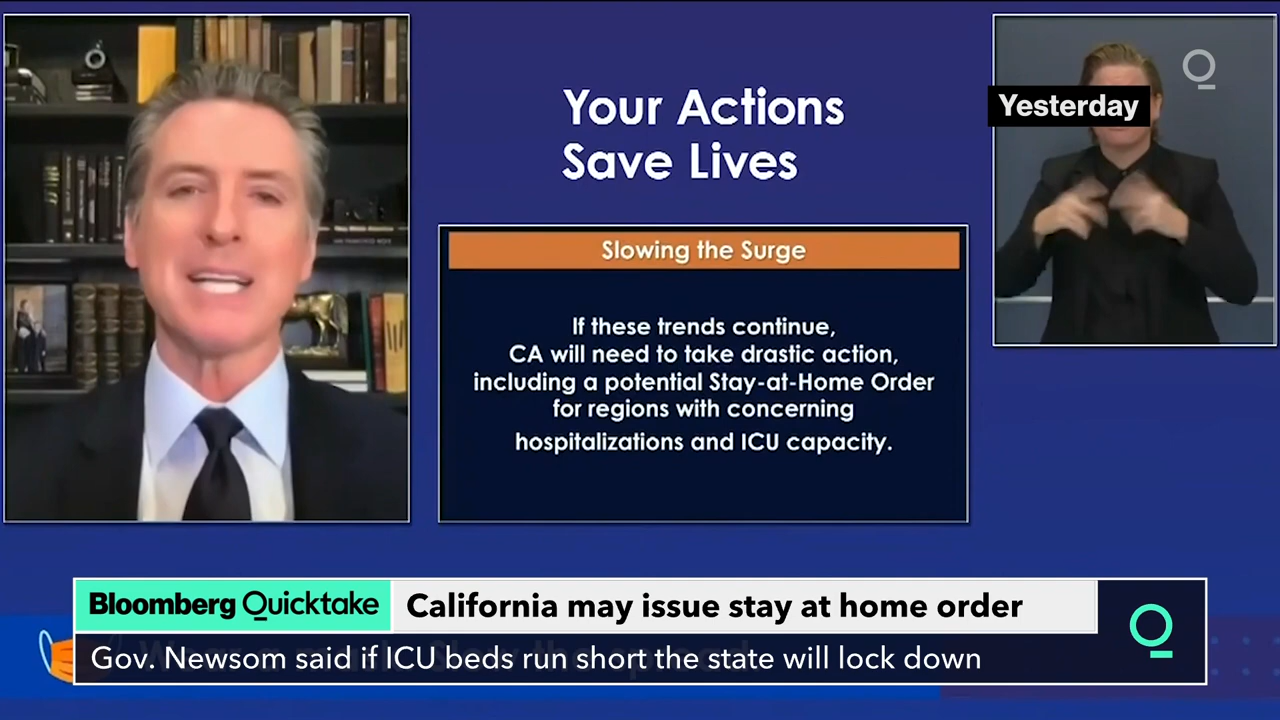 Your Actions
Save Lives
Yesterday
Slowing the Surge
If these trends continue,
CA will need to take drastic action,
including a potential Stay-at-Home Order
for regions with concerning
hospitalizations and ICU capacity.
Bloomberg Quicktake
California may issue stay at home order
Gov. Newsom said if ICU beds run short the state will lock down